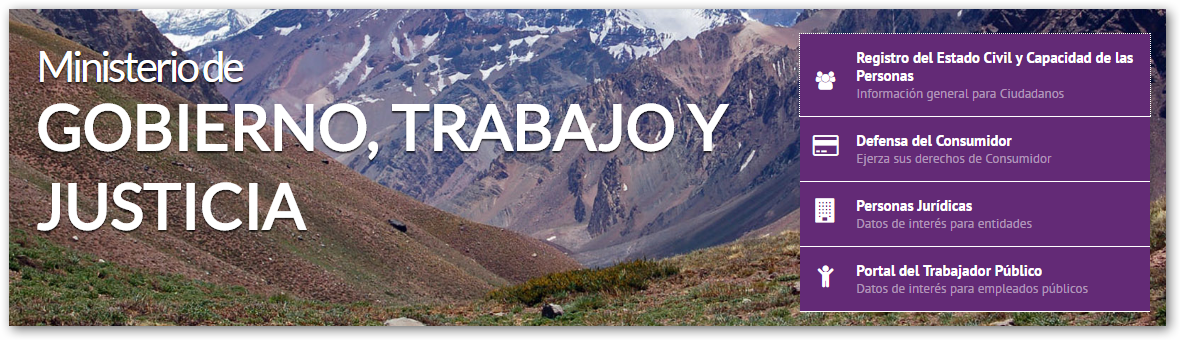 Ministerio de
GOBIERNO, TRABAJO Y
JUSTICIA
Registro del Estado Civil y Capacidad de las
Personas
Información general para Ciudadanos
Defensa del Consumidor
Ejerza sus derechos de Consumidor
Personas Jurídicas
Datos de interés para entidades
Portal del Trabajador Público
Datos de interés para empleados públicos